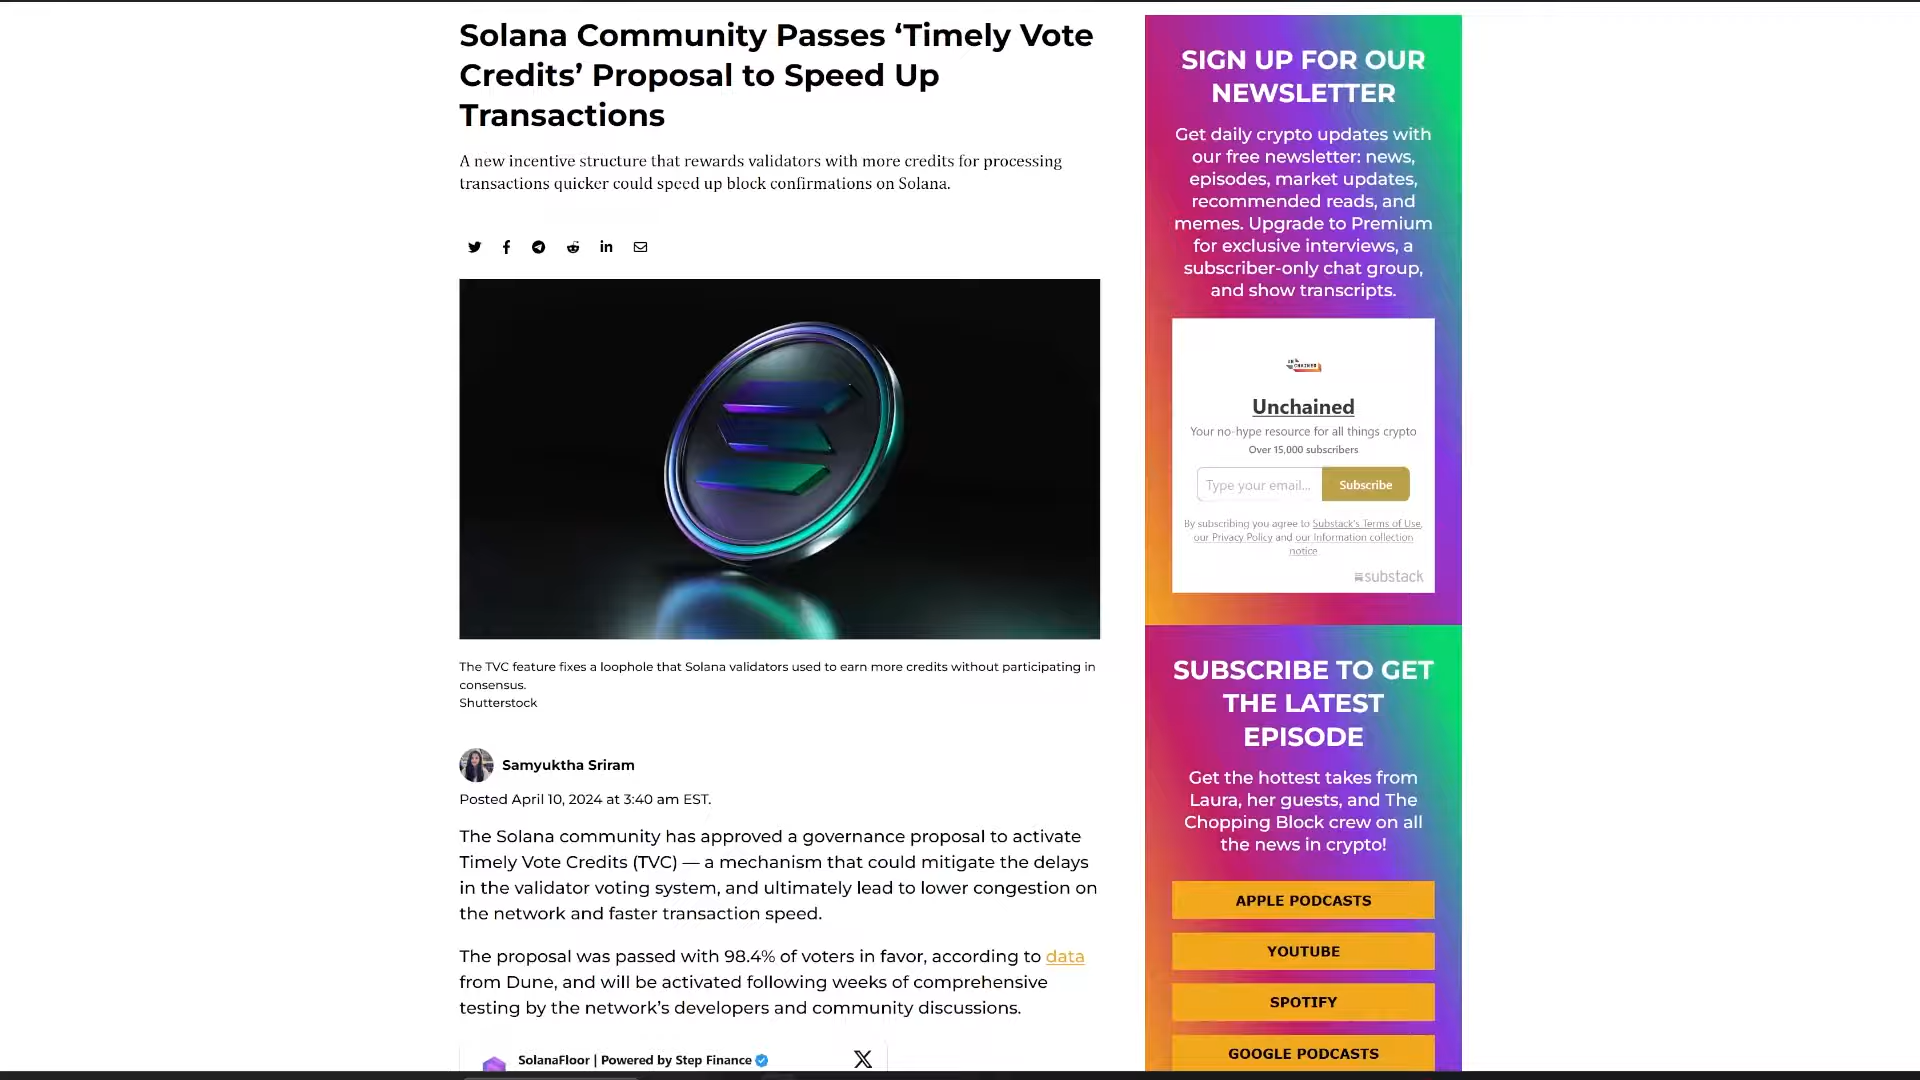 Solana Community Passes ‘Timely Vote
Credits’ Proposal to Speed Up
Transactions
A new incentive structure that rewards validators with more credits for processing
transactions quicker could speed up block confirmations on Solana.
The TVC feature fixes a loophole that Solana validators used to earn more credits without participating in
consensus.
Shutterstock
Samyuktha Sriram
Posted April 10, 2024 at 3:40 am EST.
The Solana community has approved a governance proposal to activate
Timely Vote Credits (TVC) — a mechanism that could mitigate the delays
in the validator voting system, and ultimately lead to lower congestion on
the network and faster transaction speed.
The proposal was passed with 98.4% of voters in favor, according to data
from Dune, and will be activated following weeks of comprehensive
testing by the network’s developers and community discussions.
SolanaFloor | Powered by Step Finance
SIGN UP FOR OUR
NEWSLETTER
Get daily crypto updates with
our free newsletter: news,
episodes, market updates,
recommended reads, and
memes. Upgrade to Premium
for exclusive interviews, a
subscriber-only chat group,
and show transcripts.
UNCHAINED
Unchained
Your no-hype resource for all things crypto
Over 15,000 subscribers
Type your email...
Subscribe
By subscribing you agree to Substack's Terms of Use,
our Privacy Policy and our Information collection
notice
substack
SUBSCRIBE TO GET
THE LATEST
EPISODE
Get the hottest takes from
Laura, her guests, and The
Chopping Block crew on all
the news in crypto!
APPLE PODCASTS
YOUTUBE
SPOTIFY
GOOGLE PODCASTS